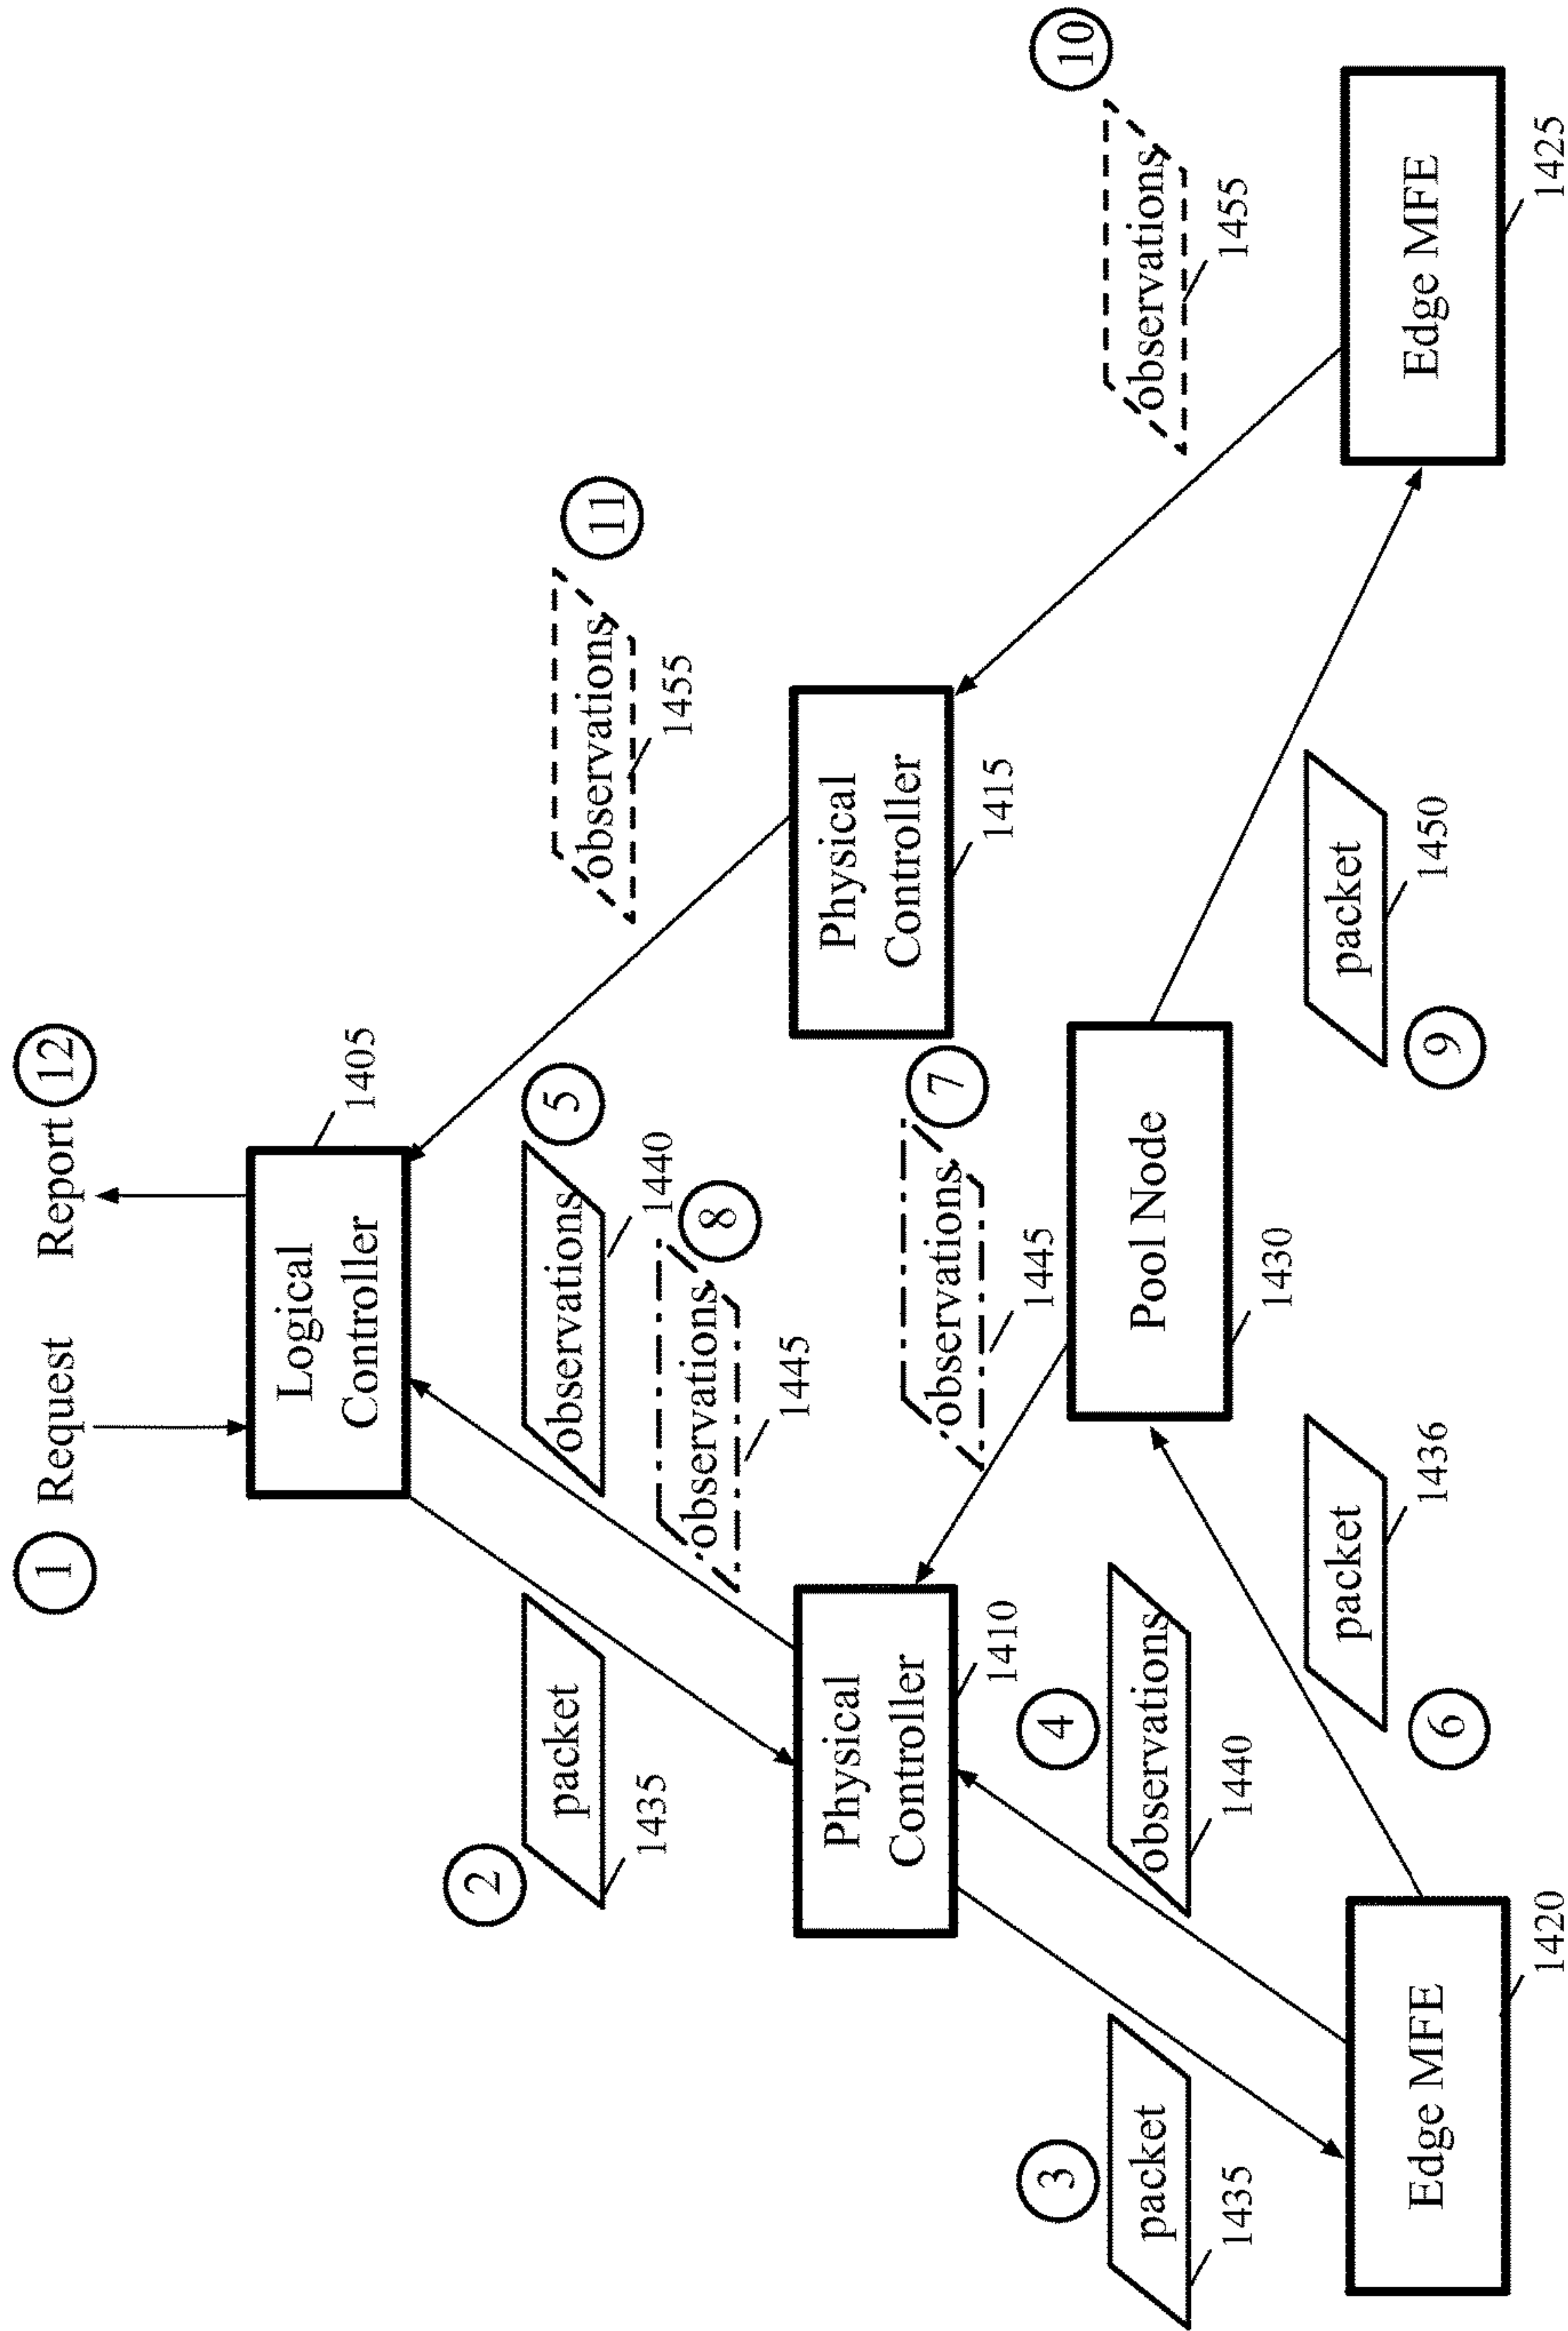 1
Request
Report
12
Logical
Controller
1405
2
packet
1435
observations
5
1440
observations
8
1445
observations
11
1455
Physical
Controller
1410
Physical
Controller
1415
observations
7
1445
3
packet
1435
4
observations
1440
observations
10
1455
Pool Node
1430
6
packet
1436
9
packet
1450
Edge MFE
1420
Edge MFE
1425